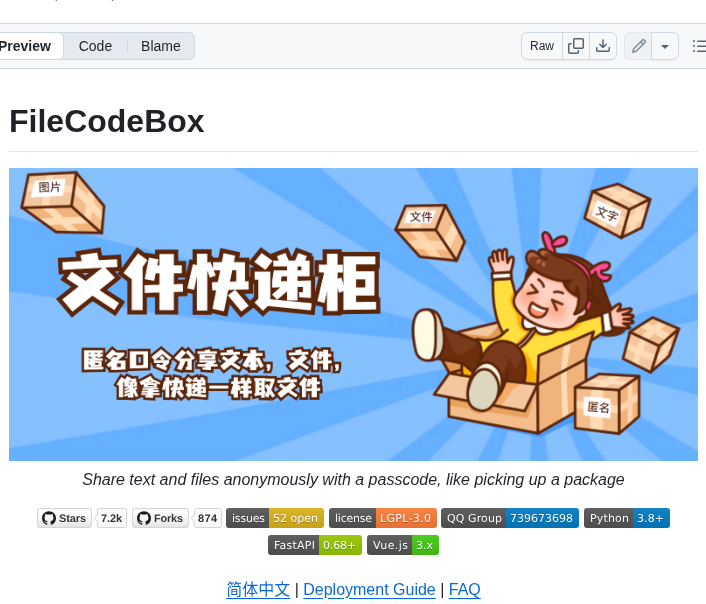 Preview Code Blame Raw
FileCodeBox
图片
文件
文字
文件快递柜
匿名口令分享文本，文件，
像拿快递一样取文件
匿名
Share text and files anonymously with a passcode, like picking up a package
Stars 7.2k Forks 874 issues 52 open license LGPL-3.0 QQ Group 739673698 Python 3.8+
FastAPI 0.68+ Vue.js 3.x
简体中文 | Deployment Guide | FAQ